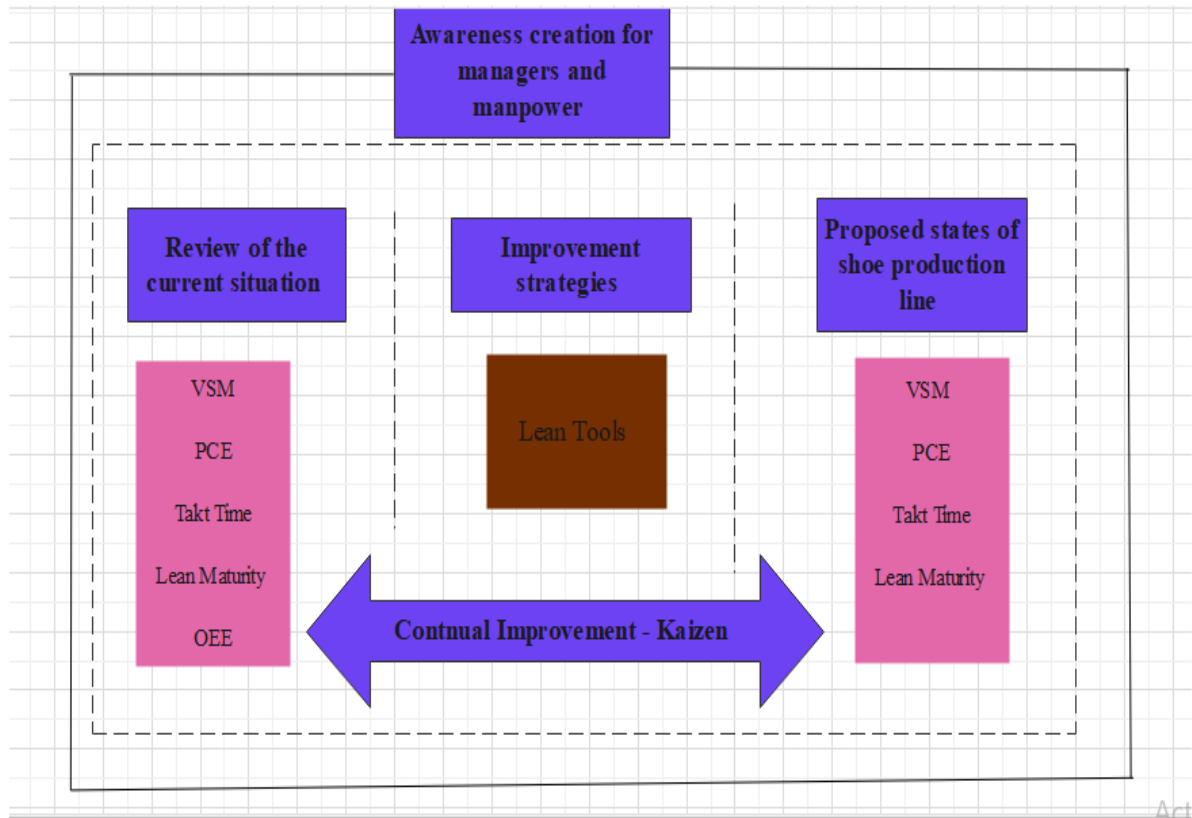 Awareness creation for
managers and
manpower
Review of the
current situation
Improvement
strategies
Proposed states of
shoe production
line
VSM
PCE
Takt Time
Lean Maturity
OEE
Lean Tools
VSM
PCE
Takt Time
Lean Maturity
Contnual Improvement - Kaizen